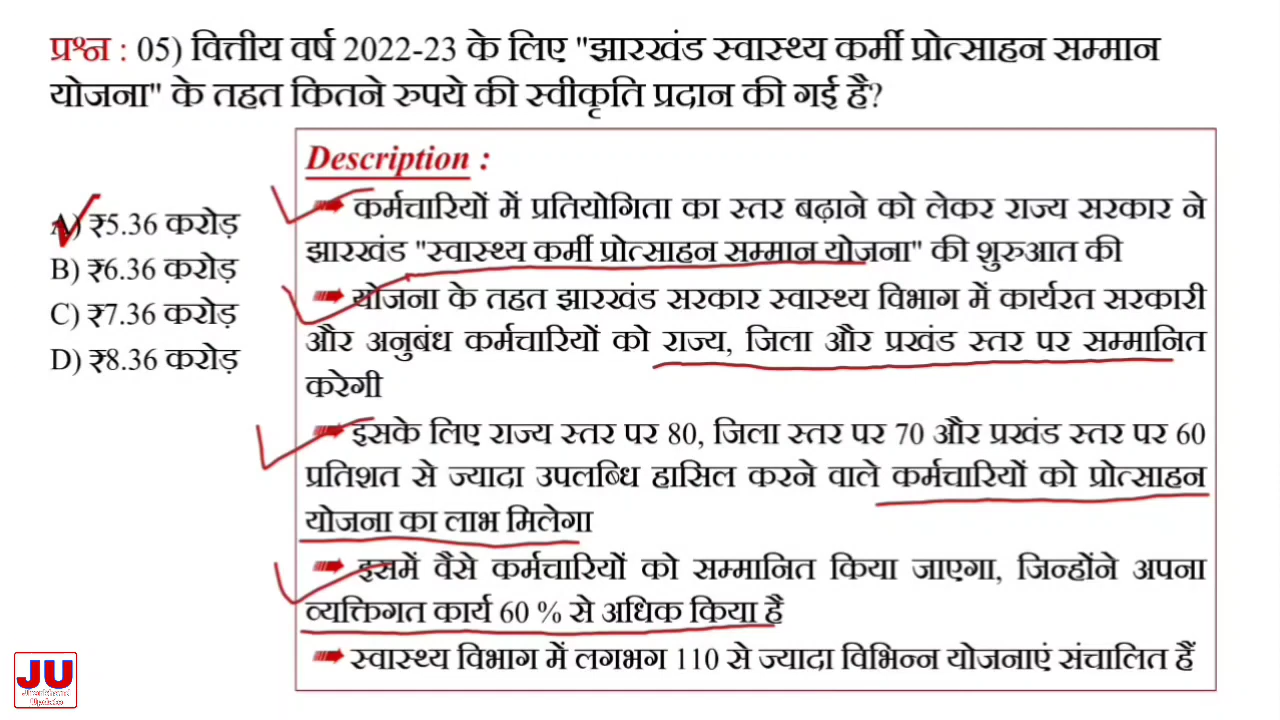 प्रश्न : 05) वित्तीय वर्ष 2022-23 के लिए "झारखंड स्वास्थ्य कर्मी प्रोत्साहन सम्मान
योजना" के तहत कितने रुपये की स्वीकृति प्रदान की गई है?
A) ₹5.36 करोड़
B) ₹6.36 करोड़
C) ₹7.36 करोड़
D) ₹8.36 करोड़
Description :
कर्मचारियों में प्रतियोगिता का स्तर बढ़ाने को लेकर राज्य सरकार ने
झारखंड "स्वास्थ्य कर्मी प्रोत्साहन सम्मान योजना" की शुरुआत की
योजना के तहत झारखंड सरकार स्वास्थ्य विभाग में कार्यरत सरकारी
और अनुबंध कर्मचारियों को राज्य, जिला और प्रखंड स्तर पर सम्मानित
करेगी
इसके लिए राज्य स्तर पर 80, जिला स्तर पर 70 और प्रखंड स्तर पर 60
प्रतिशत से ज्यादा उपलब्धि हासिल करने वाले कर्मचारियों को प्रोत्साहन
योजना का लाभ मिलेगा
इसमें वैसे कर्मचारियों को सम्मानित किया जाएगा, जिन्होंने अपना
व्यक्तिगत कार्य 60 % से अधिक किया है
स्वास्थ्य विभाग में लगभग 110 से ज्यादा विभिन्न योजनाएं संचालित हैं
JU
Jharkhand
Updates